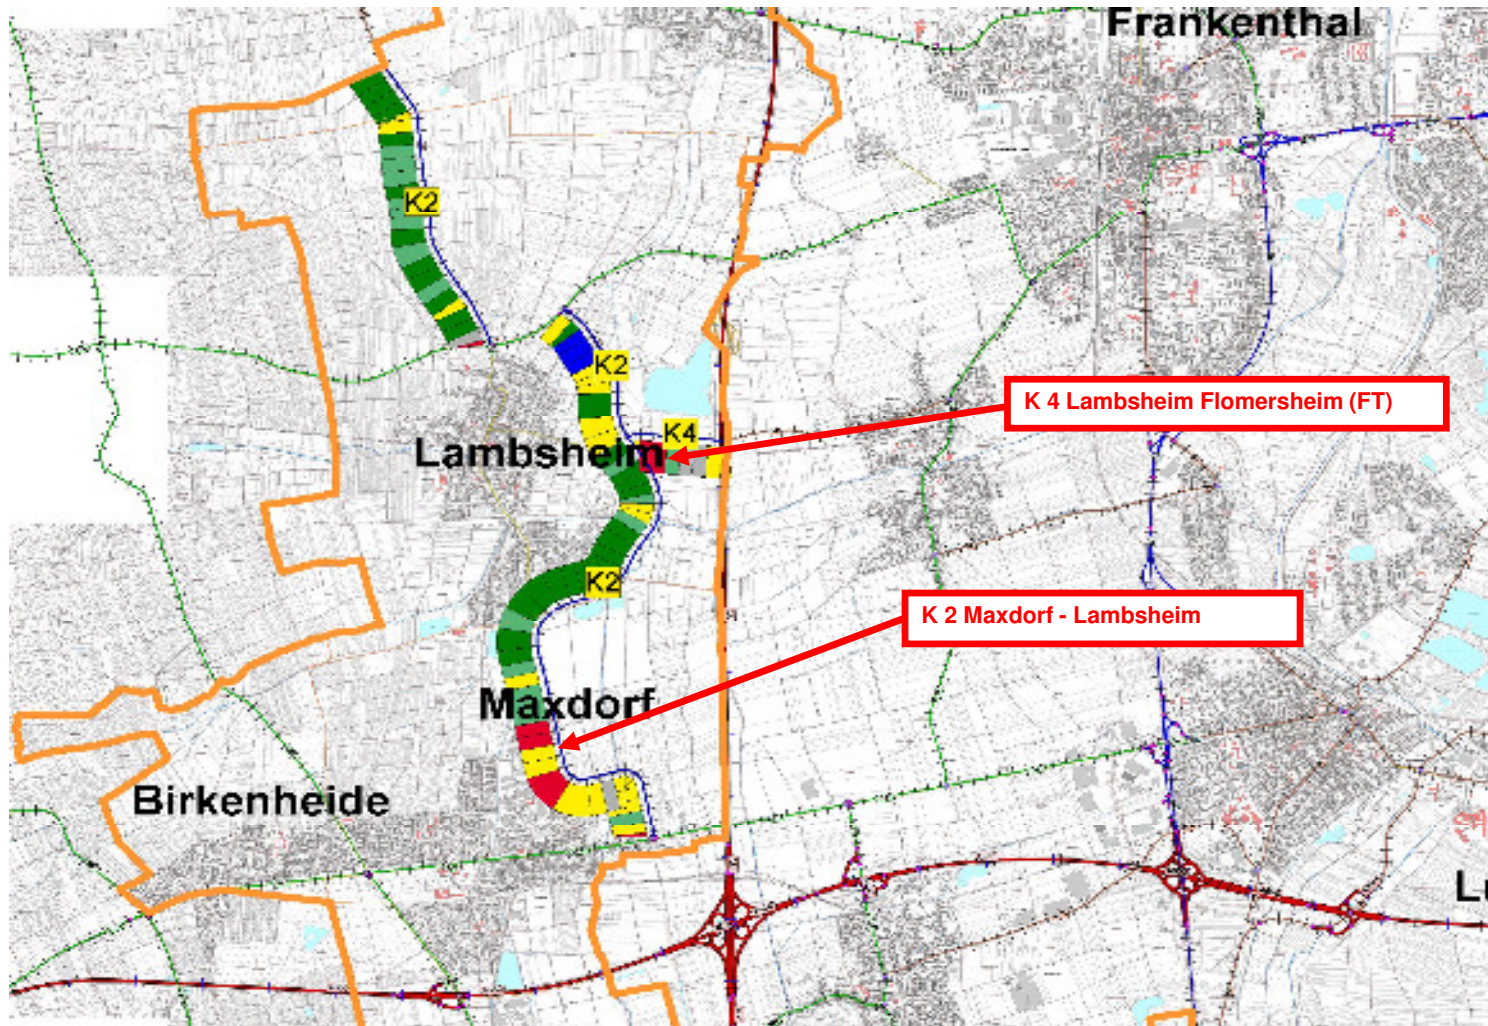 Frankenthal
K2
K2
K 4 Lambsheim Flomersheim (FT)
K4
Lambsheim
K2
K 2 Maxdorf - Lambsheim
Maxdorf
Birkenheide